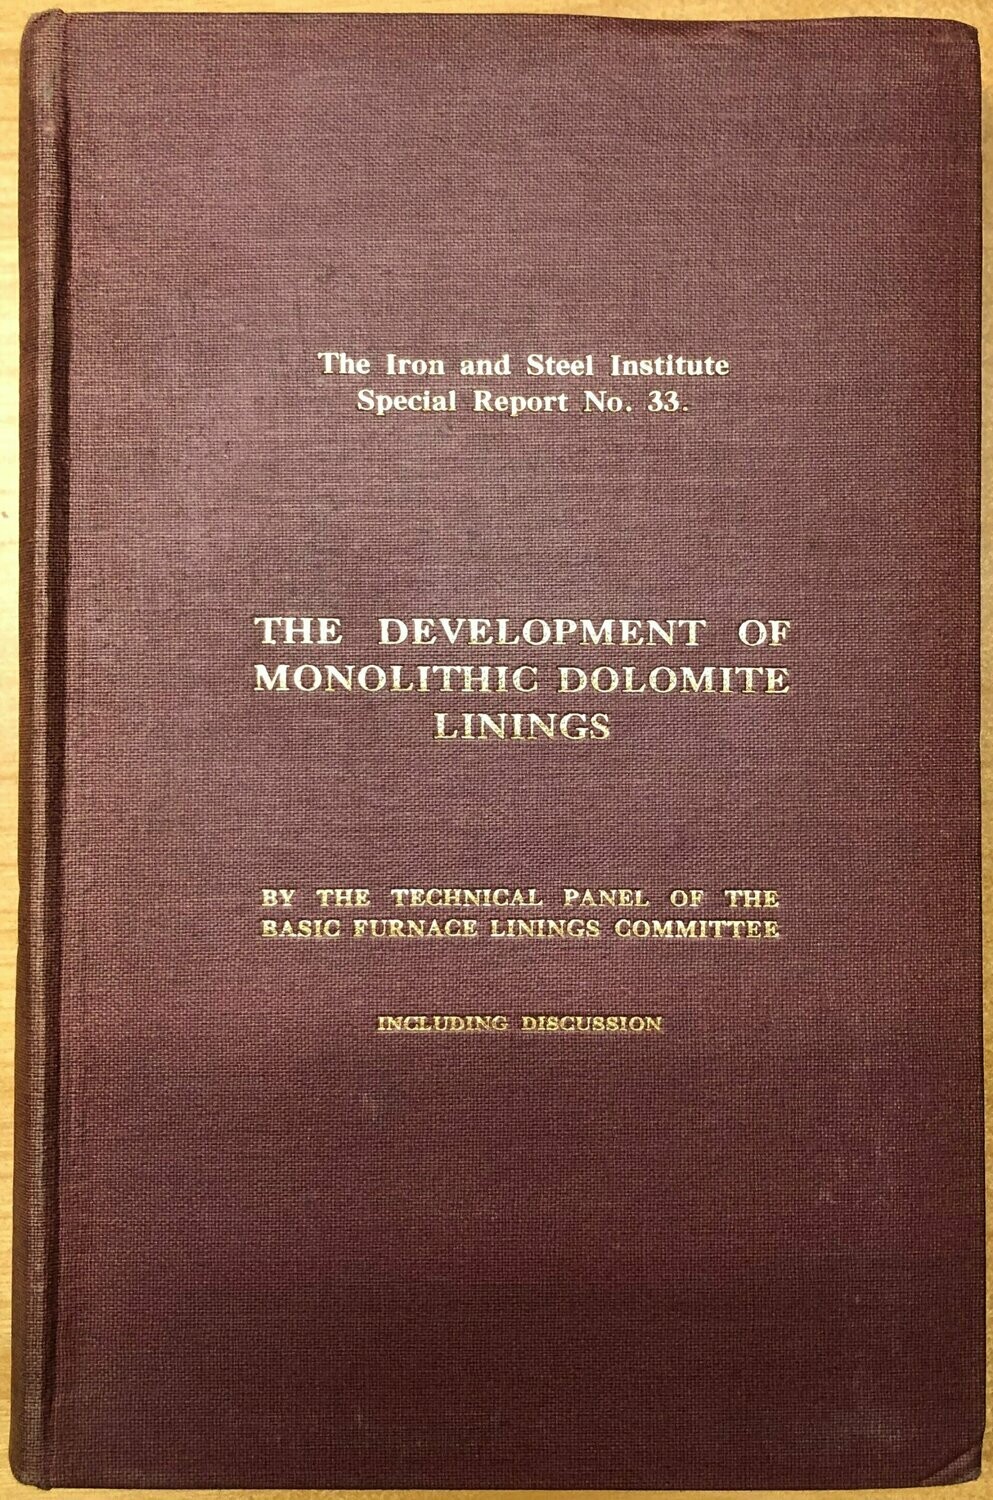 The Iron and Steel Institute
Special Report No. 33.
THE DEVELOPMENT OF
MONOLITHIC DOLOMITE
LININGS
BY THE TECHNICAL PANEL OF THE
BASIC FURNACE LININGS COMMITTEE
INCLUDING DISCUSSION